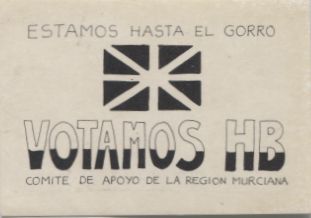 ESTAMOS HASTA EL GORRO
VOTAMOS HB
COMITE DE APOYO DE LA REGION MURCIANA